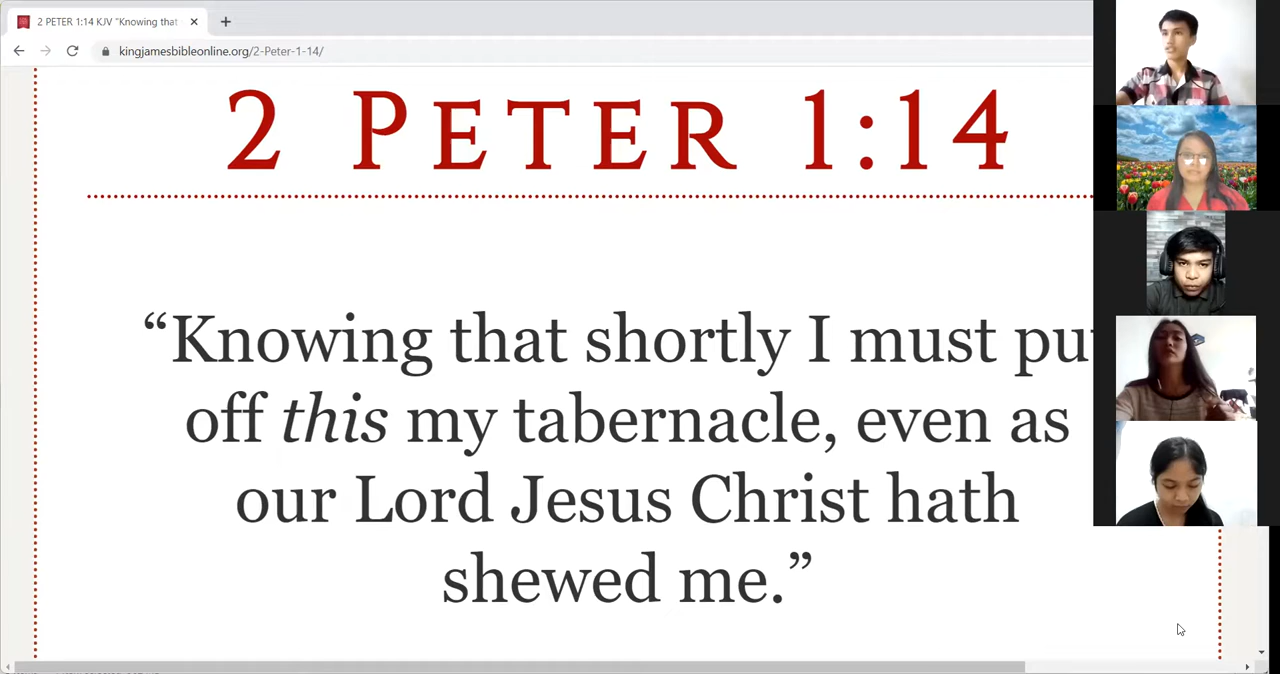 2 PETER 1:14 KJV "Knowing that
kingjamesbibleonline.org/2-Peter-1-14/
2 PETER 1:14
“Knowing that shortly I must pu
off this my tabernacle, even as
our Lord Jesus Christ hath
shewed me.”